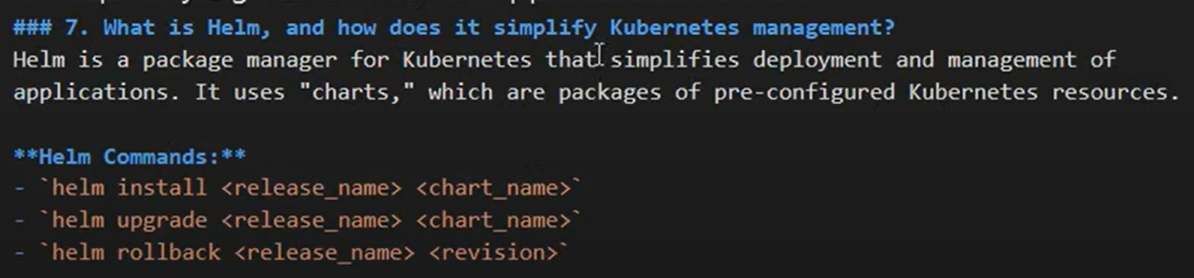 ### 7. What is Helm, and how does it simplify Kubernetes management?
Helm is a package manager for Kubernetes that simplifies deployment and management of
applications. It uses "charts," which are packages of pre-configured Kubernetes resources.
**Helm Commands:**
- `helm install <release_name> <chart_name>`
- `helm upgrade <release_name> <chart_name>`
- `helm rollback <release_name> <revision>`